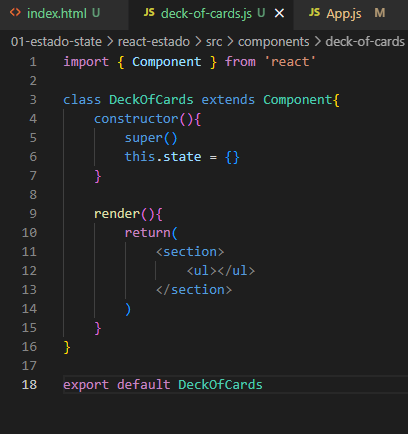 <> index.html U JS deck-of-cards.js U × JS App.js M
01-estado-state > react-estado > src > components > deck-of-cards
1 import { Component } from 'react'
2
3 class DeckOfCards extends Component{
4 constructor(){
5 super()
6 this.state = {}
7 }
8
9 render(){
10 return(
11 <section>
12 <ul></ul>
13 </section>
14 )
15 }
16 }
17
18 export default DeckOfCards